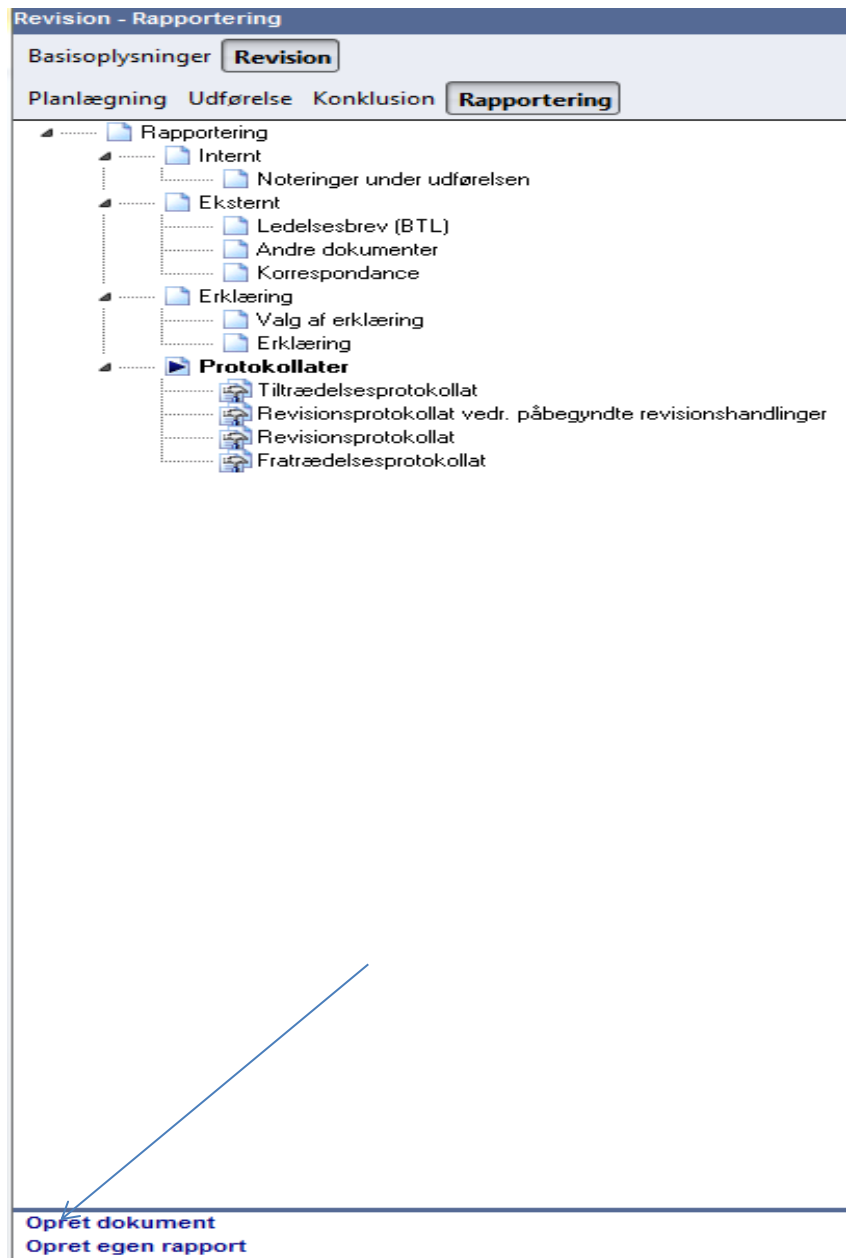 Revision - Rapportering
Basisoplysninger Revision
Planlægning Udførelse Konklusion Rapportering
Rapportering
Internt
Noteringer under udførelsen
Eksternt
Ledelsesbrev (BTL)
Andre dokumenter
Korrespondance
Erklæring
Valg af erklæring
Erklæring
Protokollater
Tiltrædelsesprotokollat
Revisionsprotokollat vedr. påbegyndte revisionshandlinger
Revisionsprotokollat
Fratrædelsesprotokollat
Opret dokument
Opret egen rapport